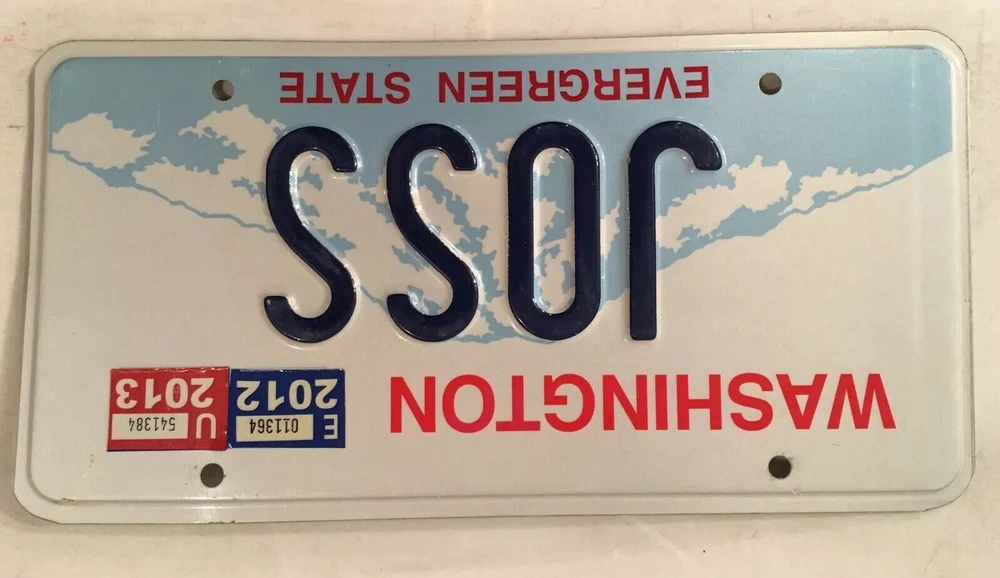 WASHINGTON
E 011364
2012
U 541384
2013
JOSS
EVERGREEN STATE